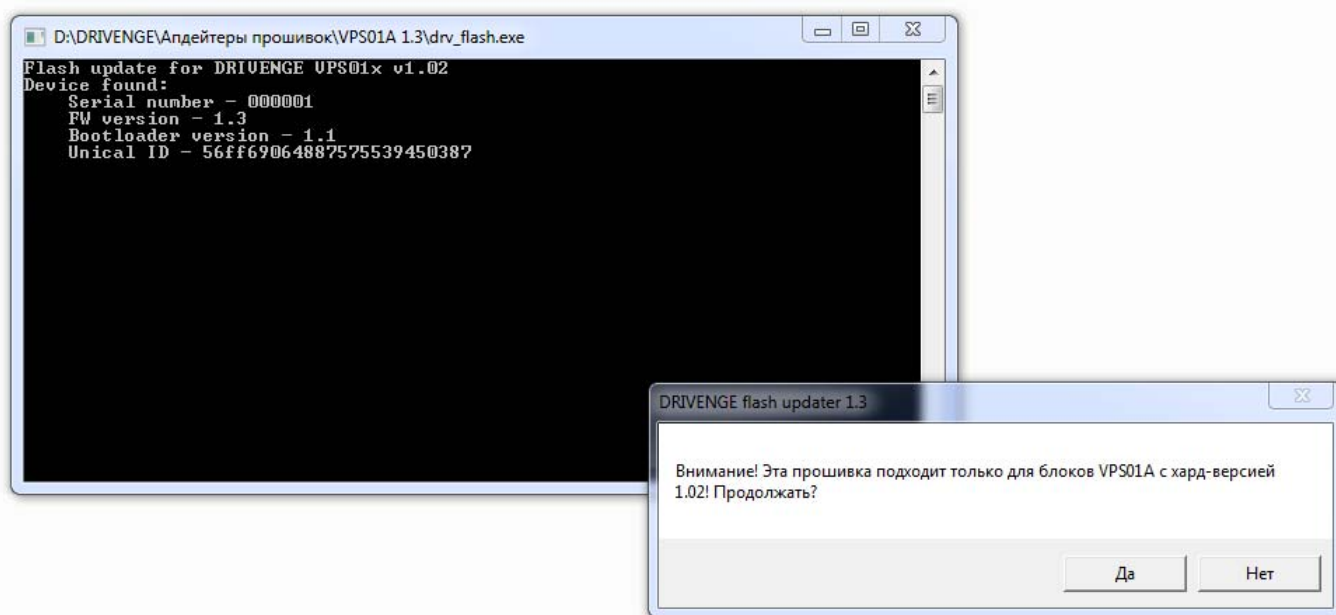 D:\DRIVENGE\Апдейтеры прошивок\VPS01A 1.3\drv_flash.exe
Flash update for DRIVENGE VPS01x v1.02
Device found:
Serial number - 000001
FW version - 1.3
Bootloader version - 1.1
Unical ID - 56ff69064887575539450387
DRIVENGE flash updater 1.3
Внимание! Эта прошивка подходит только для блоков VPS01A с хард-версией
1.02! Продолжать?
Да Нет